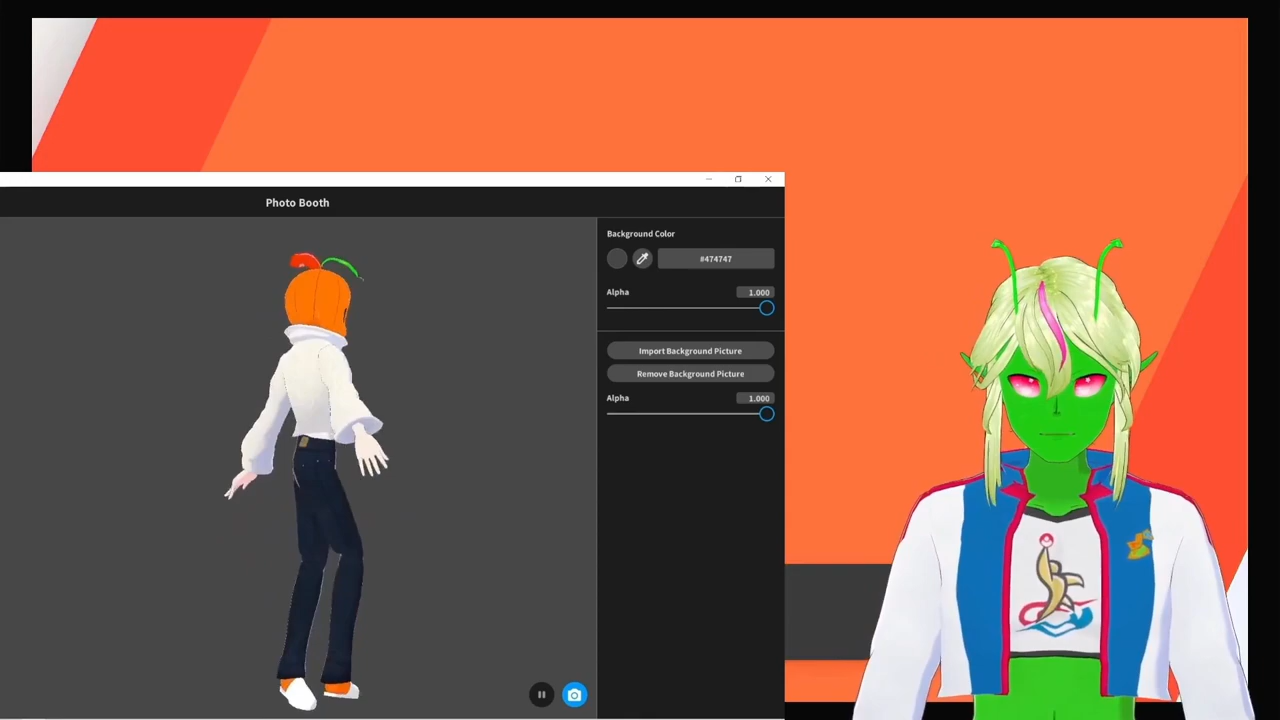 Photo Booth
Background Color
#474747
Alpha
1.000
Import Background Picture
Remove Background Picture
Alpha
1.000